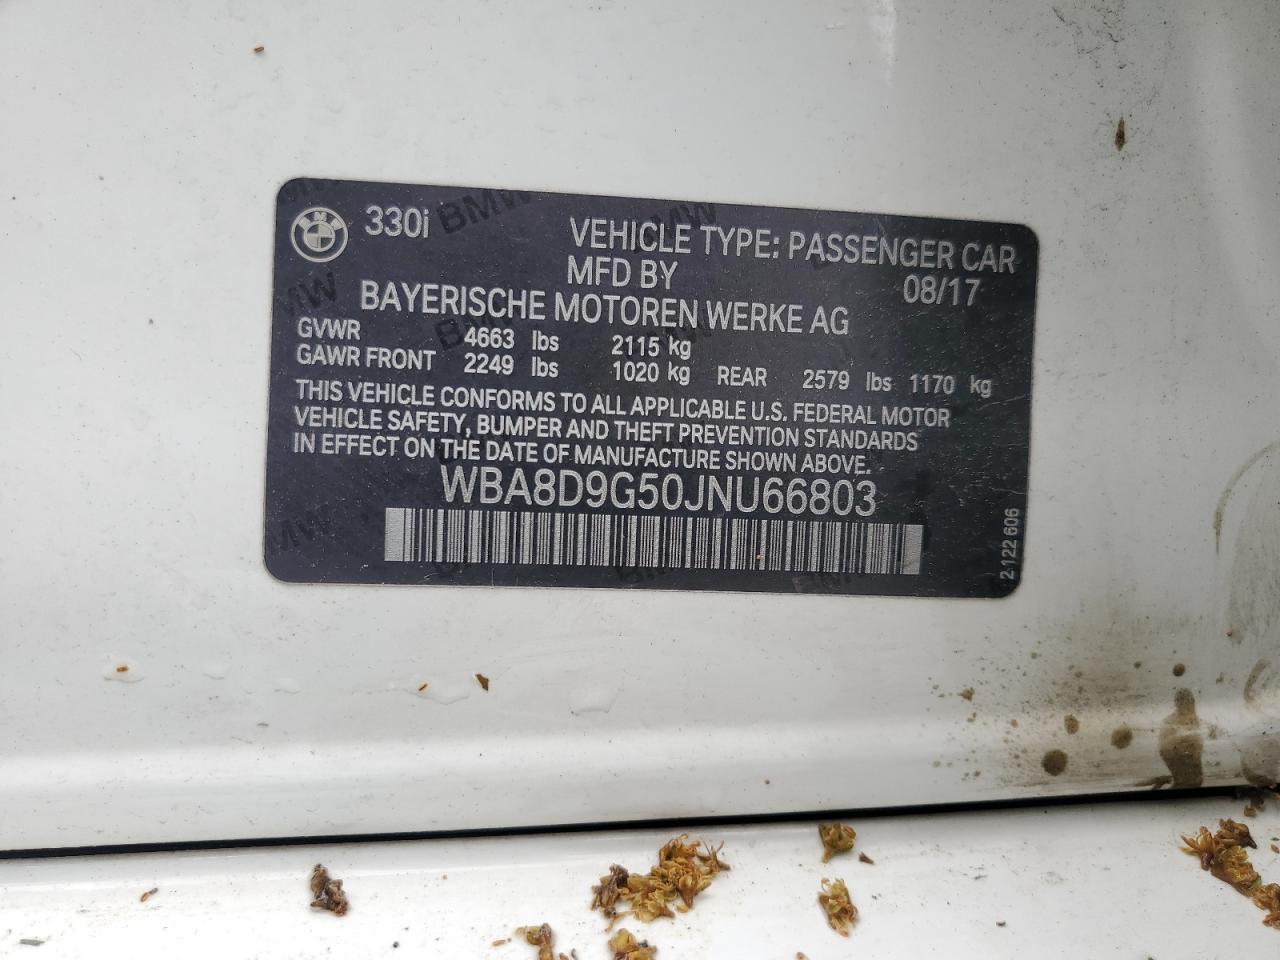 330i VEHICLE TYPE: PASSENGER CAR
MFD BY 08/17
BAYERISCHE MOTOREN WERKE AG
GVWR 4663 lbs 2115 kg
GAWR FRONT 2249 lbs 1020 kg REAR 2579 lbs 1170 kg
THIS VEHICLE CONFORMS TO ALL APPLICABLE U.S. FEDERAL MOTOR
VEHICLE SAFETY, BUMPER AND THEFT PREVENTION STANDARDS
IN EFFECT ON THE DATE OF MANUFACTURE SHOWN ABOVE.
WBA8D9G50JNU66803
2 122 606